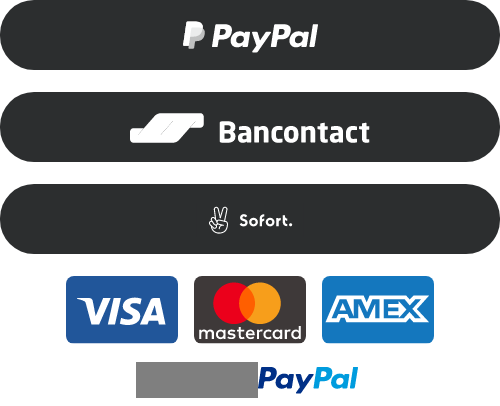 PayPal
Bancontact
Sofort.
VISA
mastercard
AMEX
PayPal